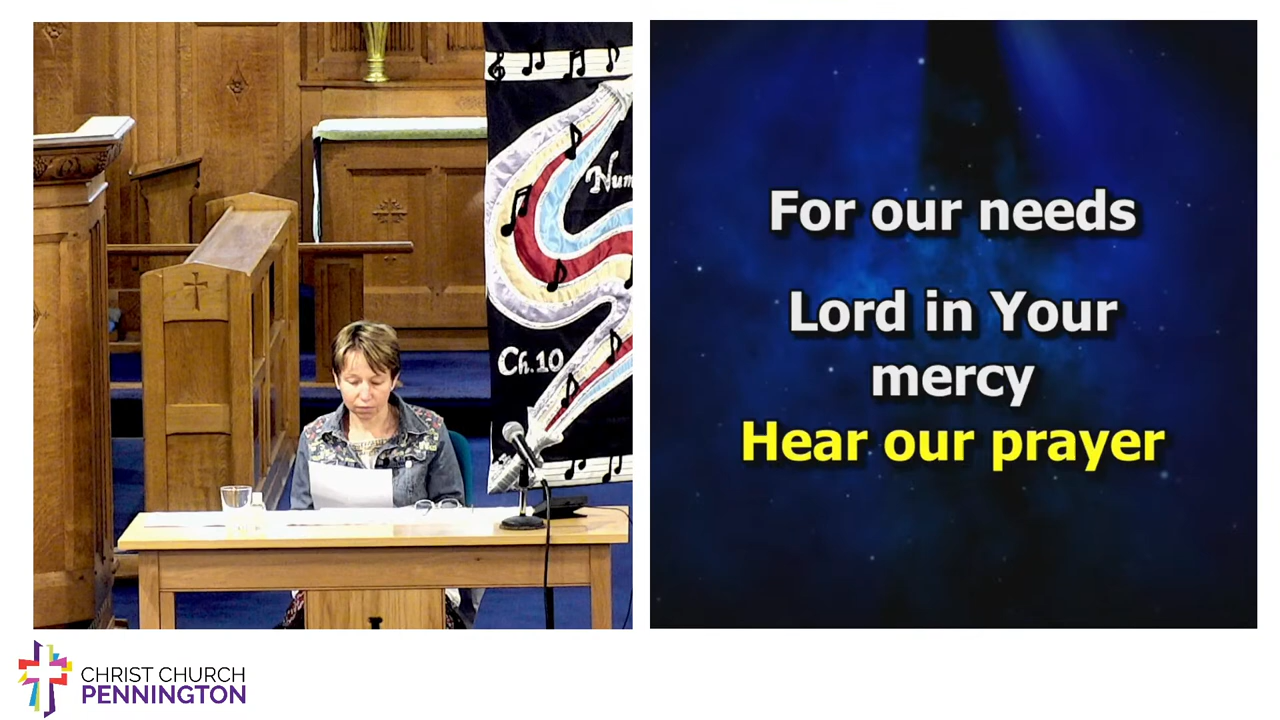 Ch.10
For our needs
Lord in Your
mercy
Hear our prayer
CHRIST CHURCH
PENNINGTON